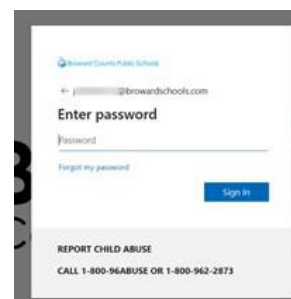 Broward County Public Schools
← @browardschools.com
Enter password
Password
Forgot my password
Sign in
REPORT CHILD ABUSE
CALL 1-800-96ABUSE OR 1-800-962-2873